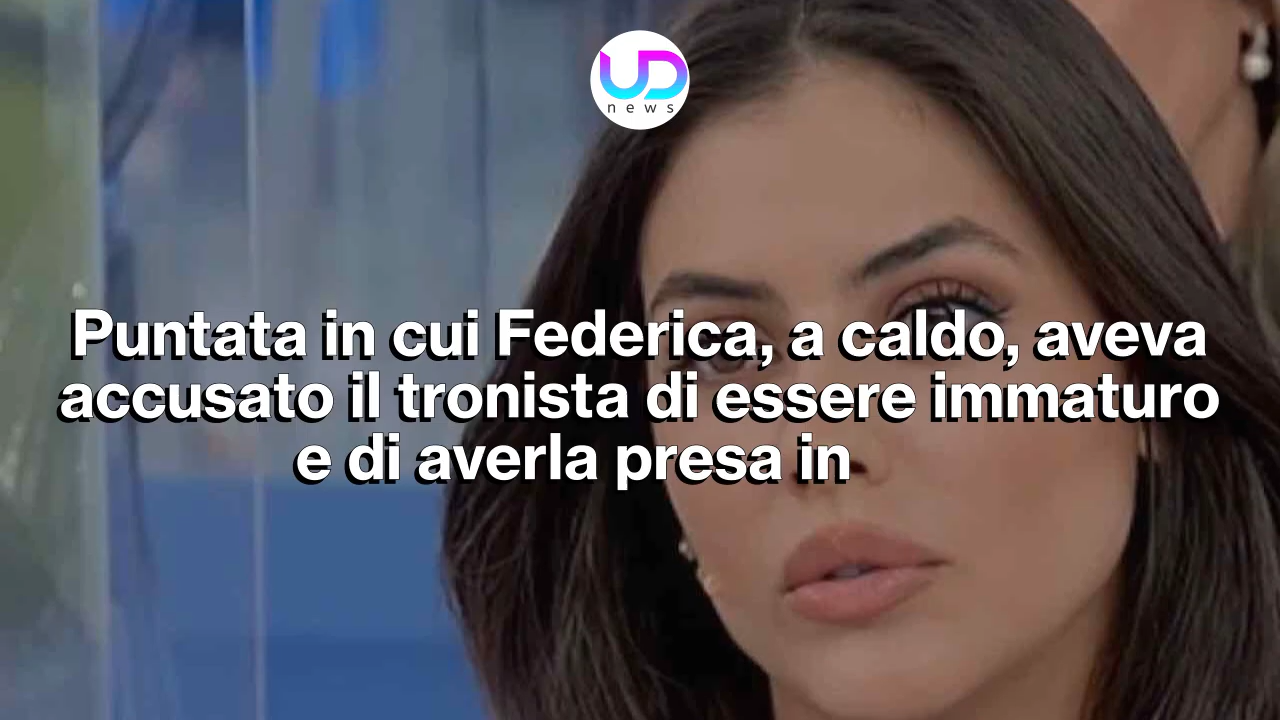 UD
news
Puntata in cui Federica, a caldo, aveva
accusato il tronista di essere immaturo
e di averla presa in